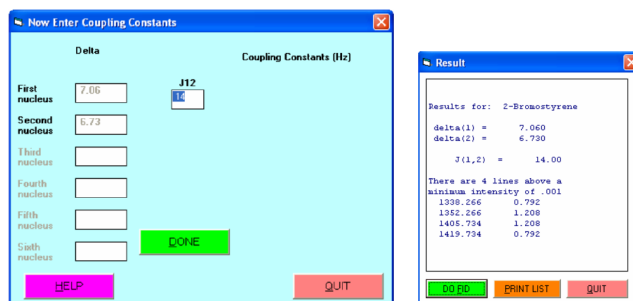 Now Enter Coupling Constants
Delta
Coupling Constants (Hz)
First nucleus
7.06
J12
14
Second nucleus
6.73
Third nucleus
Fourth nucleus
Fifth nucleus
Sixth nucleus
DONE
HELP
QUIT
Result
Results for: 2-Bromostyrene
delta(1) = 7.060
delta(2) = 6.730
J(1,2) = 14.00
There are 4 lines above a
minimum intensity of .001
1338.266 0.792
1352.266 1.208
1405.734 1.208
1419.734 0.792
DO FID
PRINT LIST
QUIT